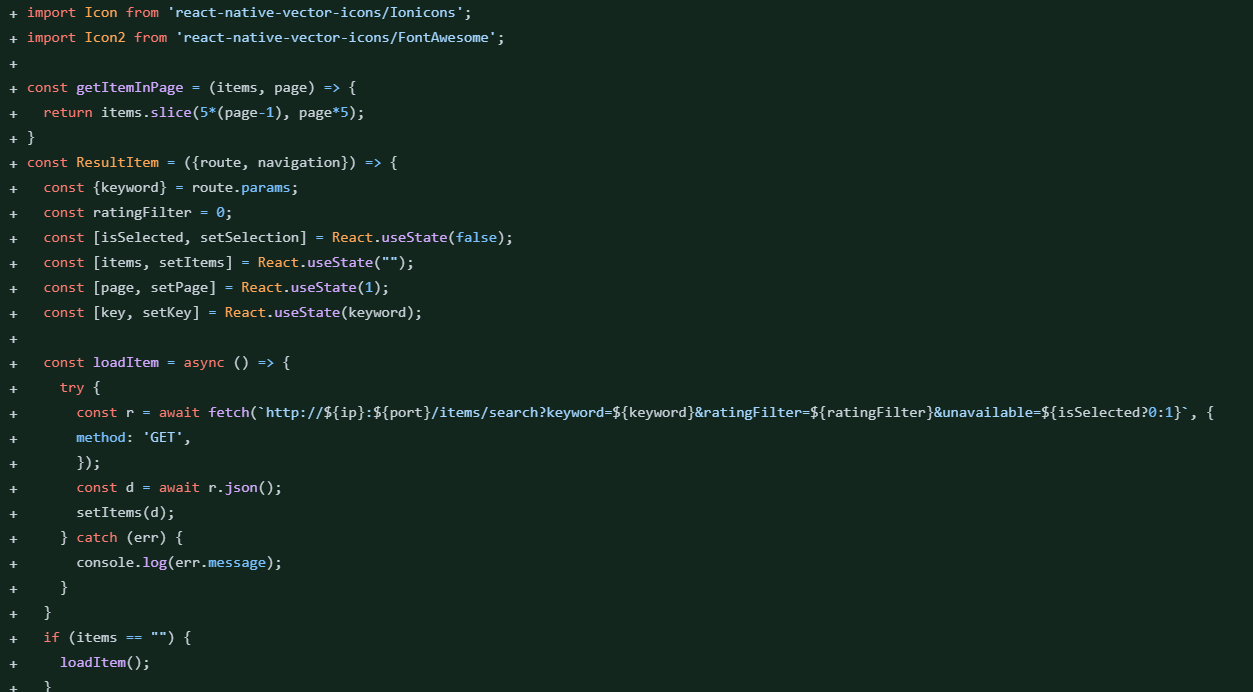 + import Icon from 'react-native-vector-icons/Ionicons';
+ import Icon2 from 'react-native-vector-icons/FontAwesome';
+
+ const getItemInPage = (items, page) => {
+   return items.slice(5*(page-1), page*5);
+ }
+ const ResultItem = ({route, navigation}) => {
+   const {keyword} = route.params;
+   const ratingFilter = 0;
+   const [isSelected, setSelection] = React.useState(false);
+   const [items, setItems] = React.useState("");
+   const [page, setPage] = React.useState(1);
+   const [key, setKey] = React.useState(keyword);
+
+   const loadItem = async () => {
+     try {
+       const r = await fetch(`http://${ip}:${port}/items/search?keyword=${keyword}&ratingFilter=${ratingFilter}&unavailable=${isSelected?0:1}`, {
+       method: 'GET',
+       });
+       const d = await r.json();
+       setItems(d);
+     } catch (err) {
+       console.log(err.message);
+     }
+   }
+   if (items == "") {
+     loadItem();
+   }